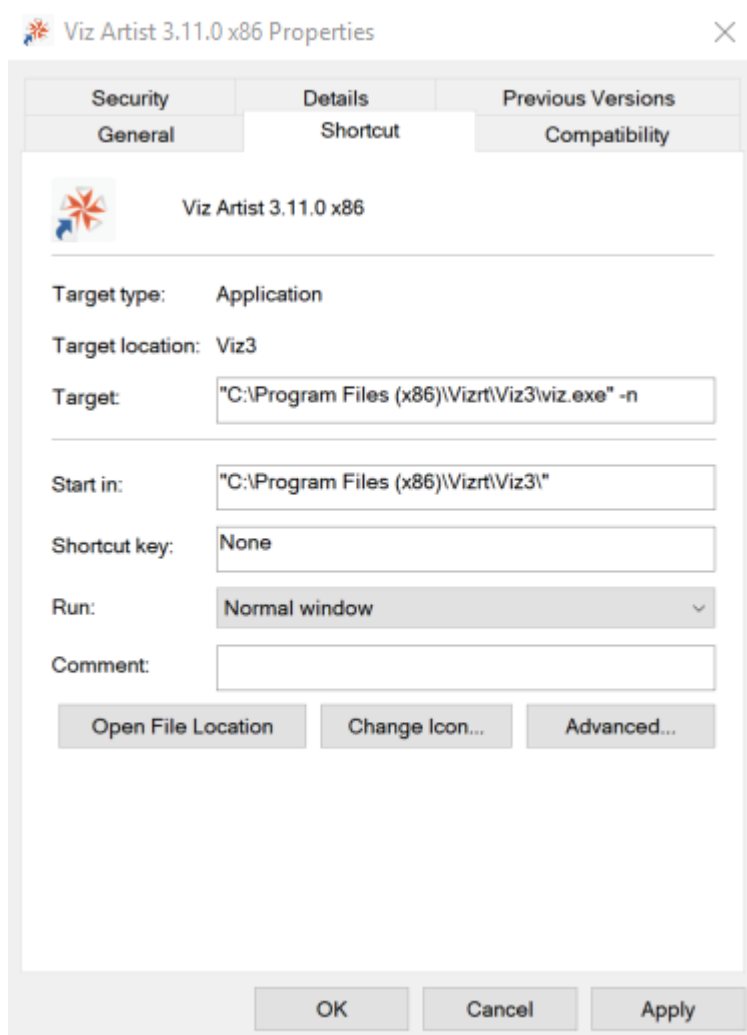 Viz Artist 3.11.0 x86 Properties
Security Details Previous Versions
General Shortcut Compatibility
Viz Artist 3.11.0 x86
Target type: Application
Target location: Viz3
Target: "C:\Program Files (x86)\Vizrt\Viz3\viz.exe" -n
Start in: "C:\Program Files (x86)\Vizrt\Viz3\"
Shortcut key: None
Run: Normal window
Comment:
Open File Location Change Icon... Advanced...
OK Cancel Apply